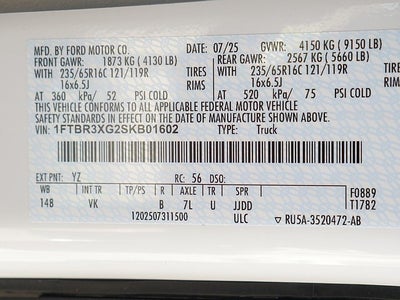 MFD. BY FORD MOTOR CO. 07/25 GVWR: 4150 KG (9150 LB)
FRONT GAWR: 1873 KG (4130 LB) REAR GAWR: 2567 KG (5660 LB)
WITH 235/65R16C 121/119R TIRES WITH 235/65R16C 121/119R TIRES
16x6.5J RIMS 16x6.5J RIMS
AT 360 kPa/ 52 PSI COLD AT 520 kPa/ 75 PSI COLD
THIS VEHICLE CONFORMS TO ALL APPLICABLE FEDERAL MOTOR VEHICLE
SAFETY STANDARDS IN EFFECT ON THE DATE OF MANUFACTURE SHOWN ABOVE.
VIN: 1FTBR3XG2SKB01602 TYPE: Truck
EXT PNT: YZ RC: 56 DSO: F0889
WB INT TR TP/PS R AXLE TR SPR T1782
148 VK B 7L U JJDD
1202507311500 ULC ▽ RU5A-3520472-AB